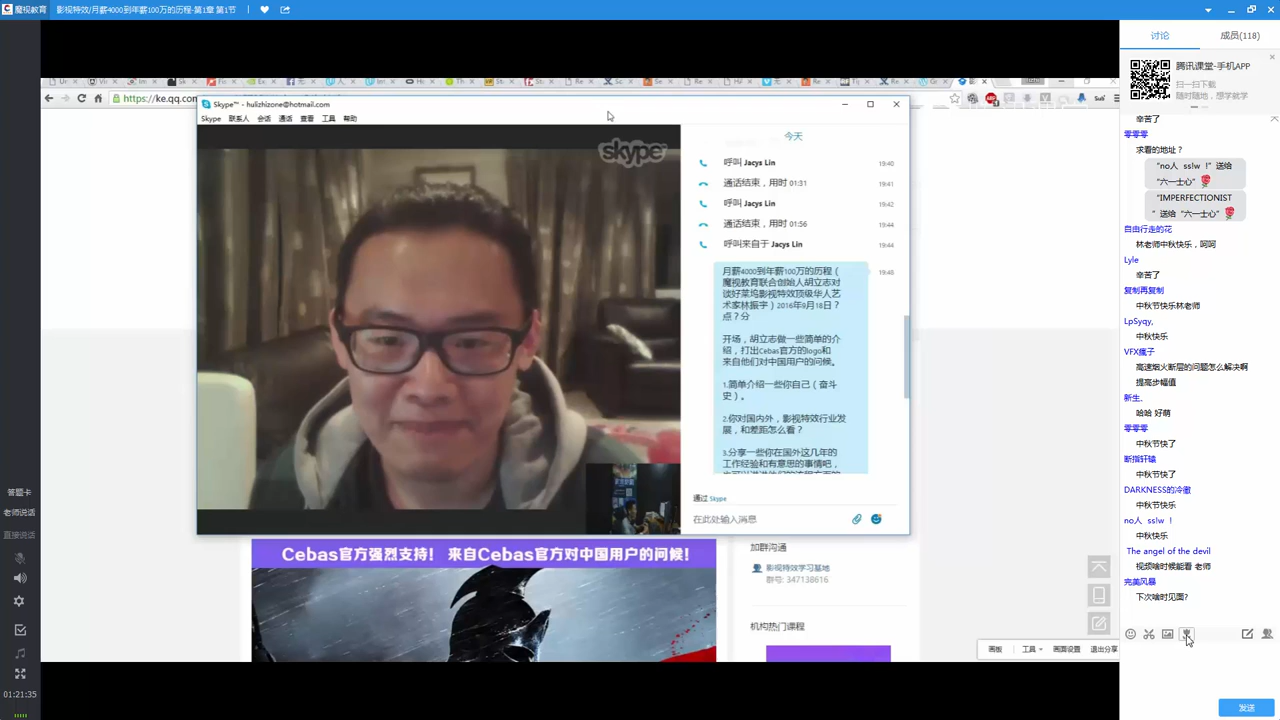 魔视教育 影视特效/月薪4000到年薪100万的历程-第1章 第1节
https://ke.qq.com
Skype™ - hulizhizone@hotmail.com
Skype 联系人 会话 通话 查看 工具 帮助
skype
今天
呼叫 Jacys Lin 19:40
通话结束，用时 01:31 19:41
呼叫 Jacys Lin 19:42
通话结束，用时 01:56 19:44
呼叫来自于 Jacys Lin 19:44
月薪4000到年薪100万的历程（ 19:48
魔视教育联合创始人胡立志对
谈好莱坞影视特效顶级华人艺
术家林振宇）2016年9月18日？
点？分
开场，胡立志做一些简单的介
绍，打出Cebas官方的logo和
来自他们对中国用户的问候。
1.简单介绍一些你自己（奋斗
史）。
2.你对国内外，影视特效行业发
展，和差距怎么看？
3.分享一些你在国外这几年的
工作经验和有意思的事情吧，
通过 Skype
在此处输入消息
Cebas官方强烈支持！ 来自Cebas官方对中国用户的问候！
加群沟通
影视特效学习基地
群号: 347138616
机构热门课程
画板 工具 画面设置 退出分享
答题卡
老师说话
直接说话
01:21:35
讨论 成员(118)
腾讯课堂-手机APP
扫一扫下载
随时随地，想学就学
辛苦了
零零零
求看的地址？
“no人 ss!w !” 送给
“六一士心”
“IMPERFECTIONIST
” 送给 “六一士心”
自由行走的花
林老师中秋快乐，呵呵
Lyle
辛苦了
复制再复制
中秋节快乐林老师
LpSyqy,
中秋快乐
VFX瘋子
高速烟火断层的问题怎么解决啊
提高步幅值
新生.
哈哈 好萌
零零零
中秋节快了
断指轩辕
中秋节快了
DARKNESS的冷傲
中秋节快乐
no人 ss!w !
中秋快乐
The angel of the devil
视频啥时候能看 老师
完美风暴
下次啥时见面?
发送